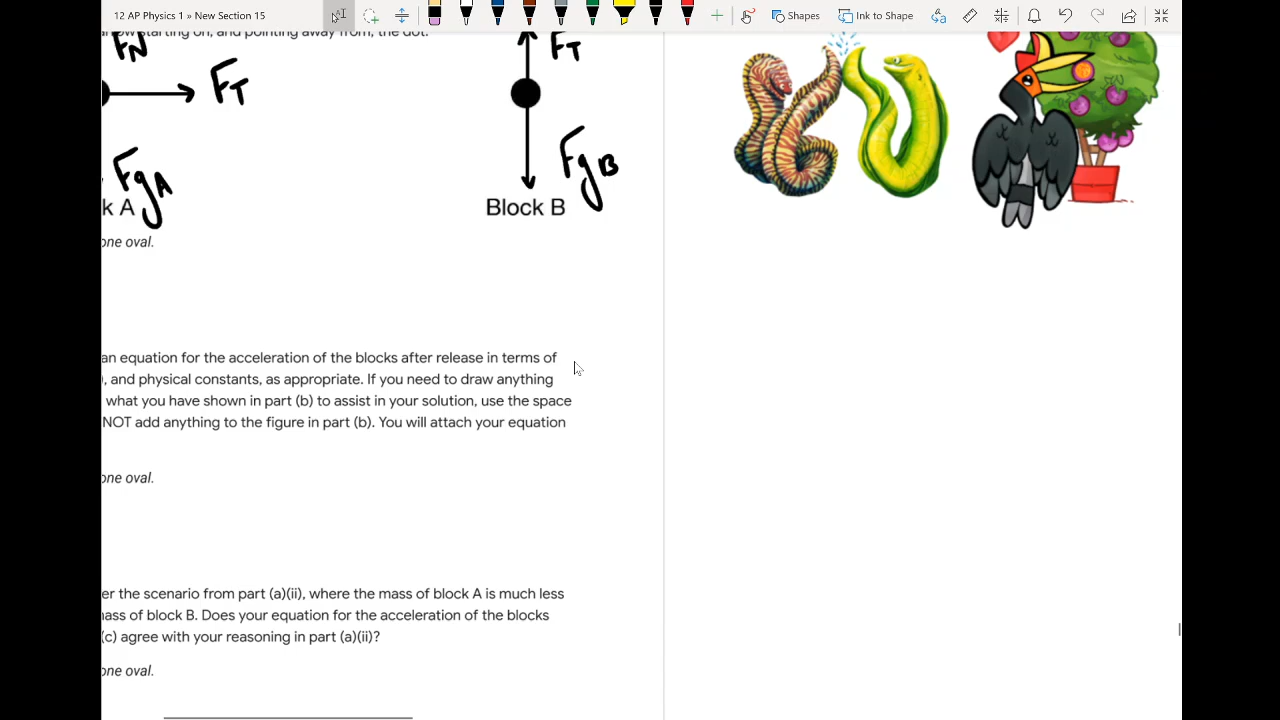 12 AP Physics 1 » New Section 15
Shapes
Ink to Shape
starting on, and pointing away from, the dot.
FN
FT
FT
FgA
FgB
k A
Block B
one oval.
an equation for the acceleration of the blocks after release in terms of
, and physical constants, as appropriate. If you need to draw anything
what you have shown in part (b) to assist in your solution, use the space
NOT add anything to the figure in part (b). You will attach your equation
one oval.
er the scenario from part (a)(ii), where the mass of block A is much less
ass of block B. Does your equation for the acceleration of the blocks
(c) agree with your reasoning in part (a)(ii)?
one oval.